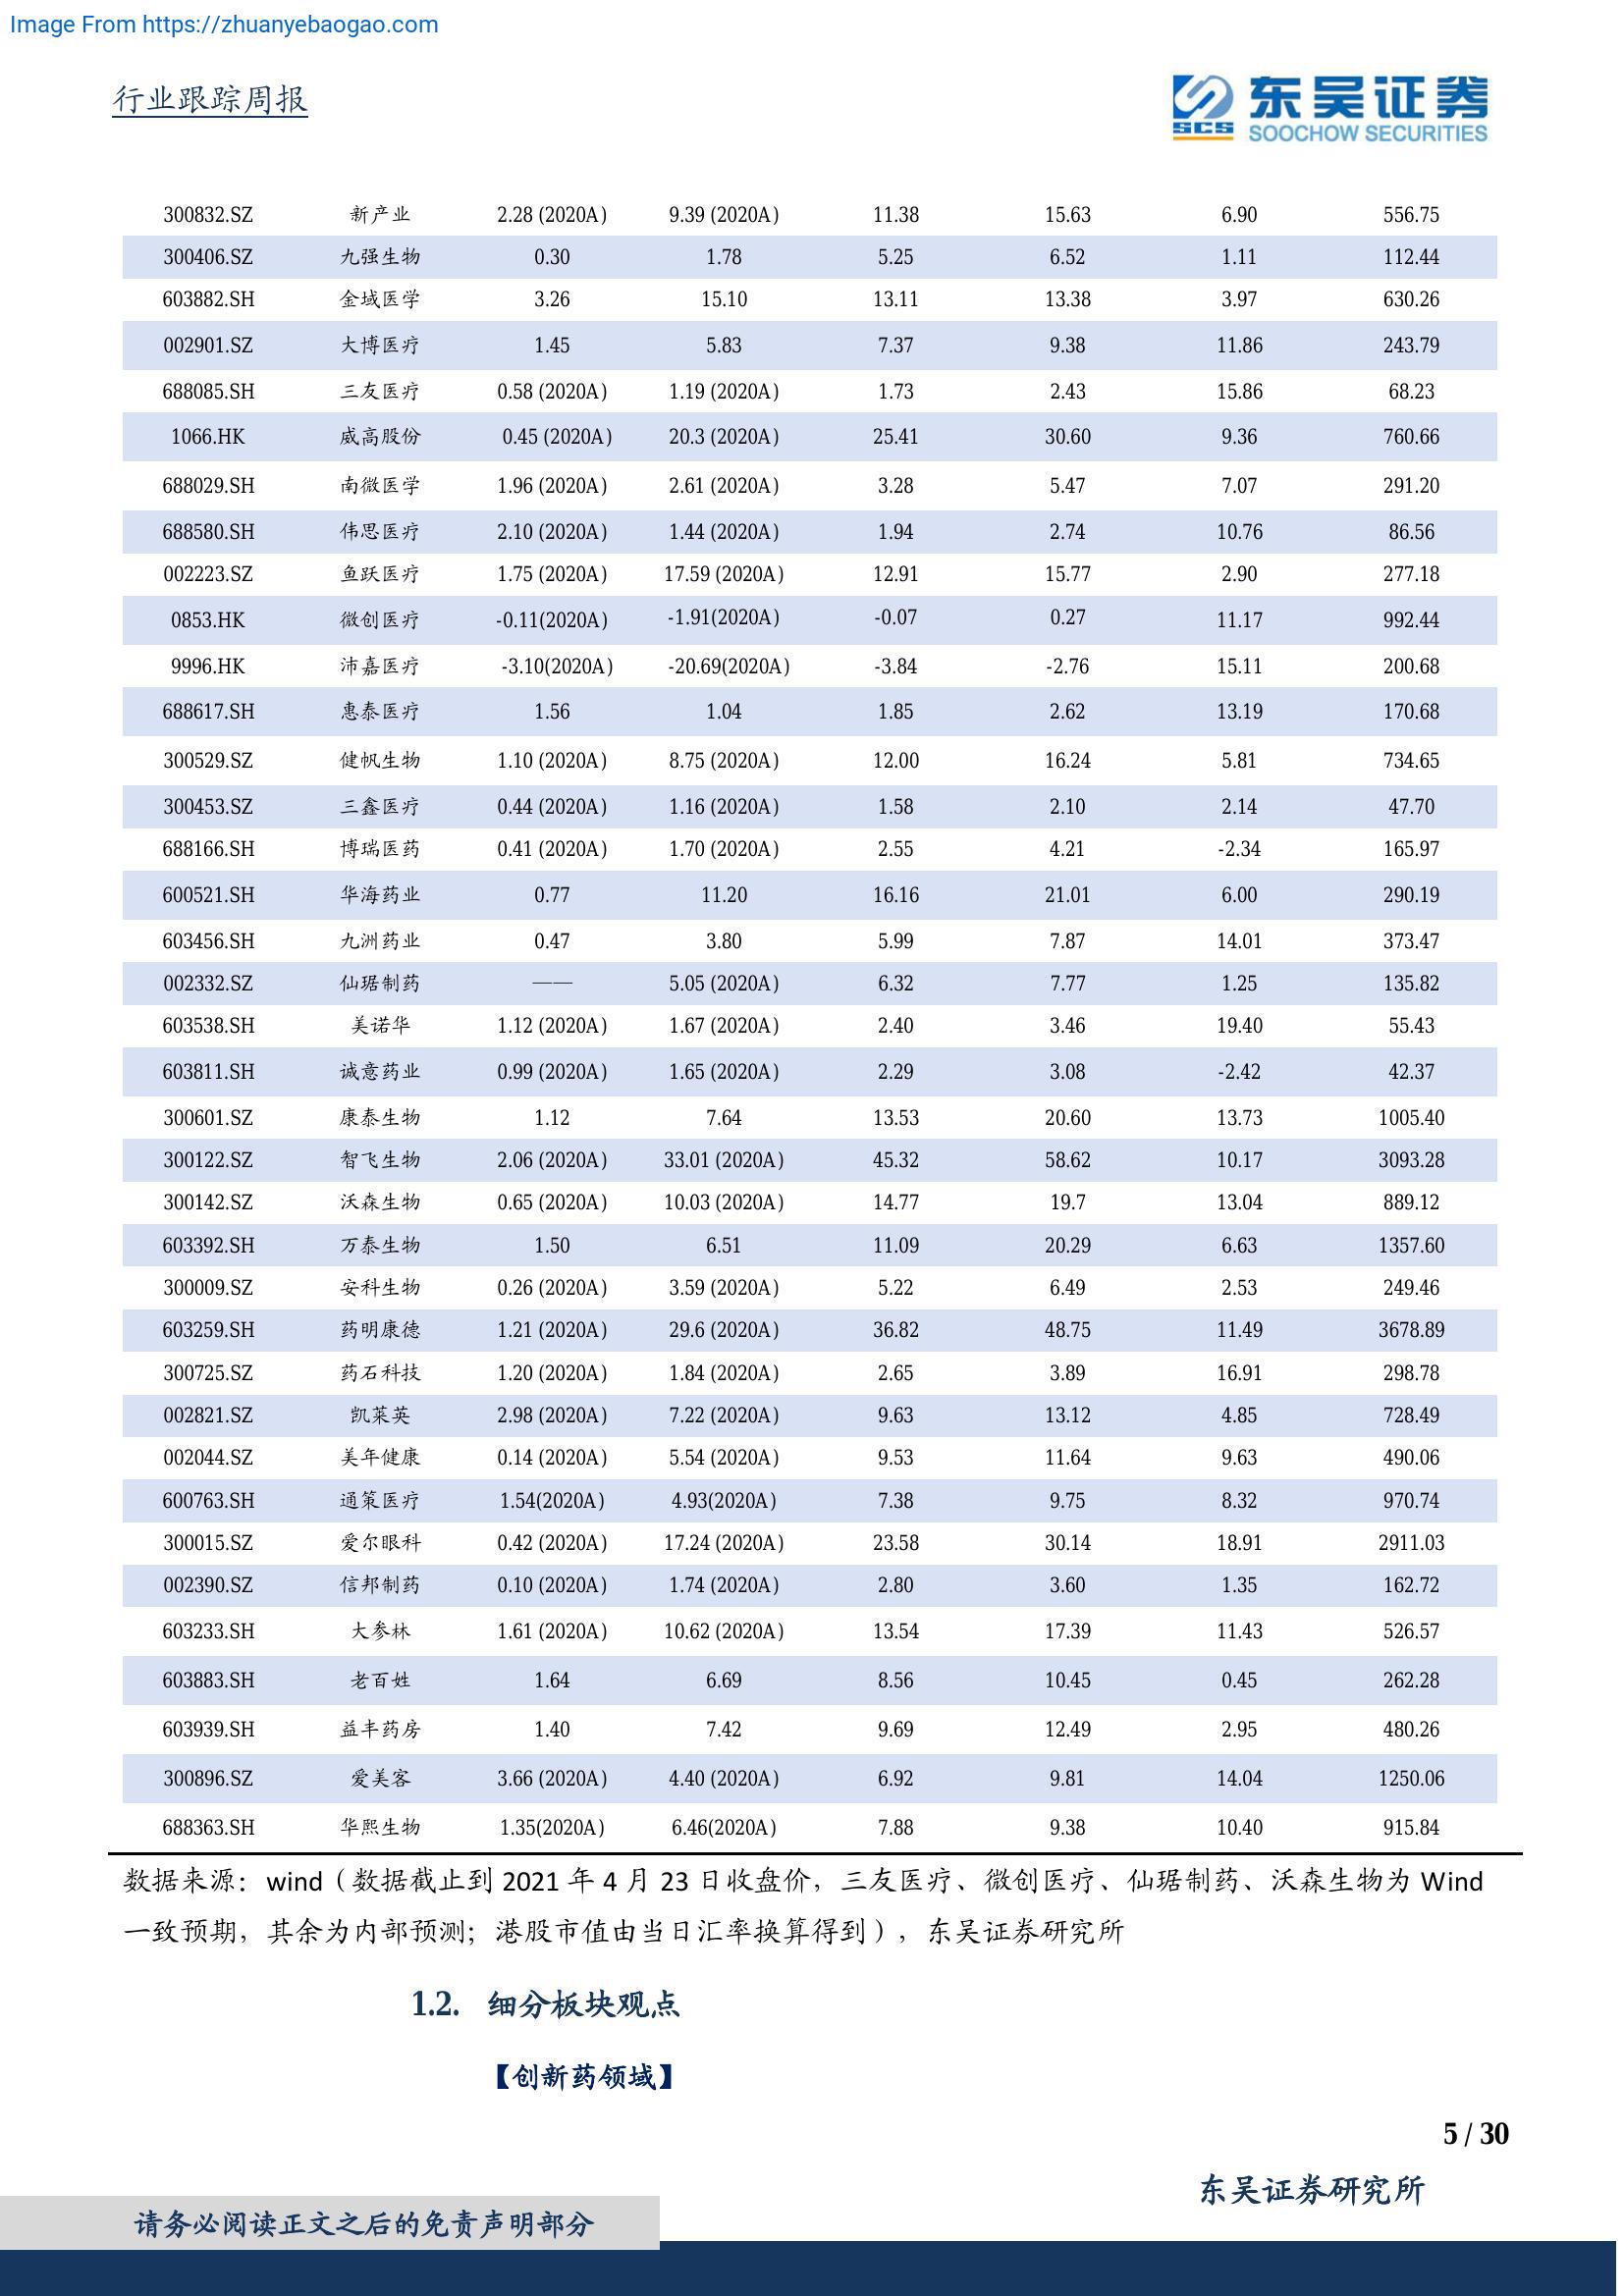 Image From https://zhuanyebaogao.com
行业跟踪周报
SCS 东吴证券
SOOCHOW SECURITIES
300832.SZ 新产业 2.28 (2020A) 9.39 (2020A) 11.38 15.63 6.90 556.75
300406.SZ 九强生物 0.30 1.78 5.25 6.52 1.11 112.44
603882.SH 金域医学 3.26 15.10 13.11 13.38 3.97 630.26
002901.SZ 大博医疗 1.45 5.83 7.37 9.38 11.86 243.79
688085.SH 三友医疗 0.58 (2020A) 1.19 (2020A) 1.73 2.43 15.86 68.23
1066.HK 威高股份 0.45 (2020A) 20.3 (2020A) 25.41 30.60 9.36 760.66
688029.SH 南微医学 1.96 (2020A) 2.61 (2020A) 3.28 5.47 7.07 291.20
688580.SH 伟思医疗 2.10 (2020A) 1.44 (2020A) 1.94 2.74 10.76 86.56
002223.SZ 鱼跃医疗 1.75 (2020A) 17.59 (2020A) 12.91 15.77 2.90 277.18
0853.HK 微创医疗 -0.11(2020A) -1.91(2020A) -0.07 0.27 11.17 992.44
9996.HK 沛嘉医疗 -3.10(2020A) -20.69(2020A) -3.84 -2.76 15.11 200.68
688617.SH 惠泰医疗 1.56 1.04 1.85 2.62 13.19 170.68
300529.SZ 健帆生物 1.10 (2020A) 8.75 (2020A) 12.00 16.24 5.81 734.65
300453.SZ 三鑫医疗 0.44 (2020A) 1.16 (2020A) 1.58 2.10 2.14 47.70
688166.SH 博瑞医药 0.41 (2020A) 1.70 (2020A) 2.55 4.21 -2.34 165.97
600521.SH 华海药业 0.77 11.20 16.16 21.01 6.00 290.19
603456.SH 九洲药业 0.47 3.80 5.99 7.87 14.01 373.47
002332.SZ 仙琚制药 —— 5.05 (2020A) 6.32 7.77 1.25 135.82
603538.SH 美诺华 1.12 (2020A) 1.67 (2020A) 2.40 3.46 19.40 55.43
603811.SH 诚意药业 0.99 (2020A) 1.65 (2020A) 2.29 3.08 -2.42 42.37
300601.SZ 康泰生物 1.12 7.64 13.53 20.60 13.73 1005.40
300122.SZ 智飞生物 2.06 (2020A) 33.01 (2020A) 45.32 58.62 10.17 3093.28
300142.SZ 沃森生物 0.65 (2020A) 10.03 (2020A) 14.77 19.7 13.04 889.12
603392.SH 万泰生物 1.50 6.51 11.09 20.29 6.63 1357.60
300009.SZ 安科生物 0.26 (2020A) 3.59 (2020A) 5.22 6.49 2.53 249.46
603259.SH 药明康德 1.21 (2020A) 29.6 (2020A) 36.82 48.75 11.49 3678.89
300725.SZ 药石科技 1.20 (2020A) 1.84 (2020A) 2.65 3.89 16.91 298.78
002821.SZ 凯莱英 2.98 (2020A) 7.22 (2020A) 9.63 13.12 4.85 728.49
002044.SZ 美年健康 0.14 (2020A) 5.54 (2020A) 9.53 11.64 9.63 490.06
600763.SH 通策医疗 1.54(2020A) 4.93(2020A) 7.38 9.75 8.32 970.74
300015.SZ 爱尔眼科 0.42 (2020A) 17.24 (2020A) 23.58 30.14 18.91 2911.03
002390.SZ 信邦制药 0.10 (2020A) 1.74 (2020A) 2.80 3.60 1.35 162.72
603233.SH 大参林 1.61 (2020A) 10.62 (2020A) 13.54 17.39 11.43 526.57
603883.SH 老百姓 1.64 6.69 8.56 10.45 0.45 262.28
603939.SH 益丰药房 1.40 7.42 9.69 12.49 2.95 480.26
300896.SZ 爱美客 3.66 (2020A) 4.40 (2020A) 6.92 9.81 14.04 1250.06
688363.SH 华熙生物 1.35(2020A) 6.46(2020A) 7.88 9.38 10.40 915.84
数据来源：wind（数据截止到 2021 年 4 月 23 日收盘价，三友医疗、微创医疗、仙琚制药、沃森生物为 Wind
一致预期，其余为内部预测；港股市值由当日汇率换算得到），东吴证券研究所
1.2. 细分板块观点
【创新药领域】
5 / 30
东吴证券研究所
请务必阅读正文之后的免责声明部分